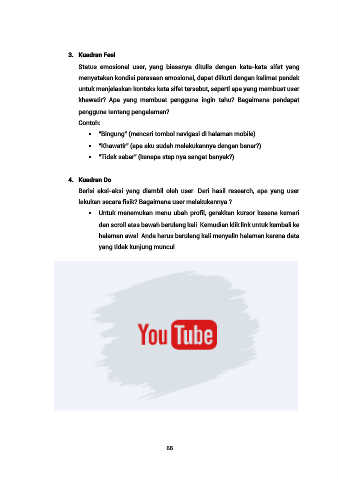 3. Kuadran Feel
Status emosional user, yang biasanya ditulis dengan kata-kata sifat yang
menyatakan kondisi perasaan emosional, dapat diikuti dengan kalimat pendek
untuk menjelaskan konteks kata sifat tersebut, seperti apa yang membuat user
khawatir? Apa yang membuat pengguna ingin tahu? Bagaimana pendapat
pengguna tentang pengalaman?
Contoh:
• "Bingung" (mencari tombol navigasi di halaman mobile)
• "Khawatir" (apa aku sudah melakukannya dengan benar?)
• "Tidak sabar" (kenapa step nya sangat banyak?)
4. Kuadran Do
Berisi aksi-aksi yang diambil oleh user Dari hasil research, apa yang user
lakukan secara fisik? Bagaimana user melakukannya ?
• Untuk menemukan menu ubah profil, gerakkan kursor kesana kemari
dan scroll atas bawah berulang kali Kemudian klik link untuk kembali ke
halaman awal Anda harus berulang kali menyalin halaman karena data
yang tidak kunjung muncul
YouTube
66